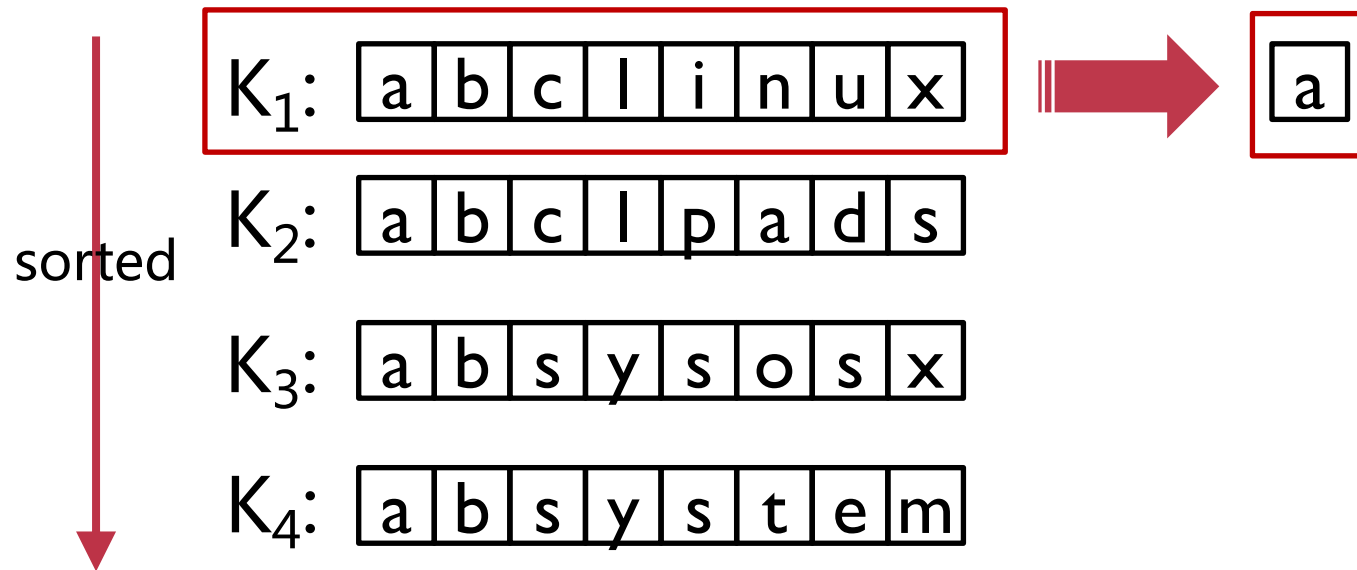 K₁: a b c l i n u x a
K₂: a b c l p a d s
sorted
K₃: a b s y s o s x
K₄: a b s y s t e m